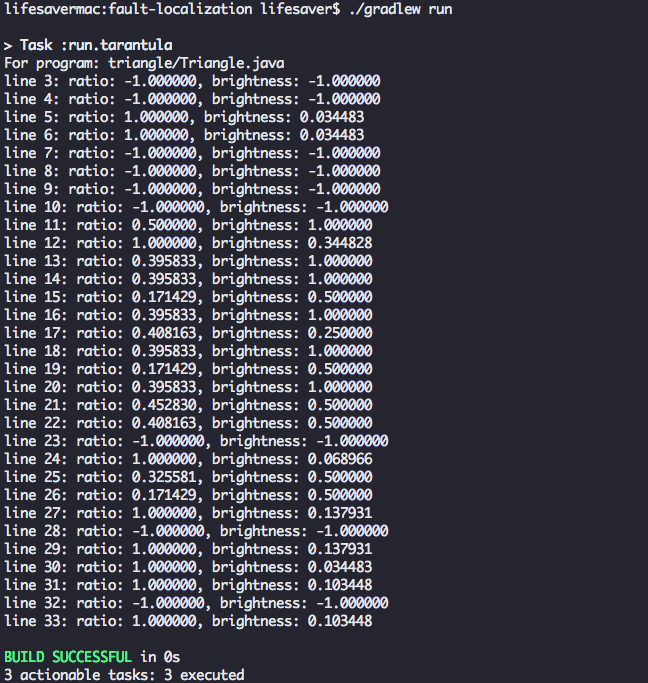 lifesavermac:fault-localization lifesaver$ ./gradlew run
> Task :run.tarantula
For program: triangle/Triangle.java
line 3: ratio: -1.000000, brightness: -1.000000
line 4: ratio: -1.000000, brightness: -1.000000
line 5: ratio: 1.000000, brightness: 0.034483
line 6: ratio: 1.000000, brightness: 0.034483
line 7: ratio: -1.000000, brightness: -1.000000
line 8: ratio: -1.000000, brightness: -1.000000
line 9: ratio: -1.000000, brightness: -1.000000
line 10: ratio: -1.000000, brightness: -1.000000
line 11: ratio: 0.500000, brightness: 1.000000
line 12: ratio: 1.000000, brightness: 0.344828
line 13: ratio: 0.395833, brightness: 1.000000
line 14: ratio: 0.395833, brightness: 1.000000
line 15: ratio: 0.171429, brightness: 0.500000
line 16: ratio: 0.395833, brightness: 1.000000
line 17: ratio: 0.408163, brightness: 0.250000
line 18: ratio: 0.395833, brightness: 1.000000
line 19: ratio: 0.171429, brightness: 0.500000
line 20: ratio: 0.395833, brightness: 1.000000
line 21: ratio: 0.452830, brightness: 0.500000
line 22: ratio: 0.408163, brightness: 0.500000
line 23: ratio: -1.000000, brightness: -1.000000
line 24: ratio: 1.000000, brightness: 0.068966
line 25: ratio: 0.325581, brightness: 0.500000
line 26: ratio: 0.171429, brightness: 0.500000
line 27: ratio: 1.000000, brightness: 0.137931
line 28: ratio: -1.000000, brightness: -1.000000
line 29: ratio: 1.000000, brightness: 0.137931
line 30: ratio: 1.000000, brightness: 0.034483
line 31: ratio: 1.000000, brightness: 0.103448
line 32: ratio: -1.000000, brightness: -1.000000
line 33: ratio: 1.000000, brightness: 0.103448
BUILD SUCCESSFUL in 0s
3 actionable tasks: 3 executed